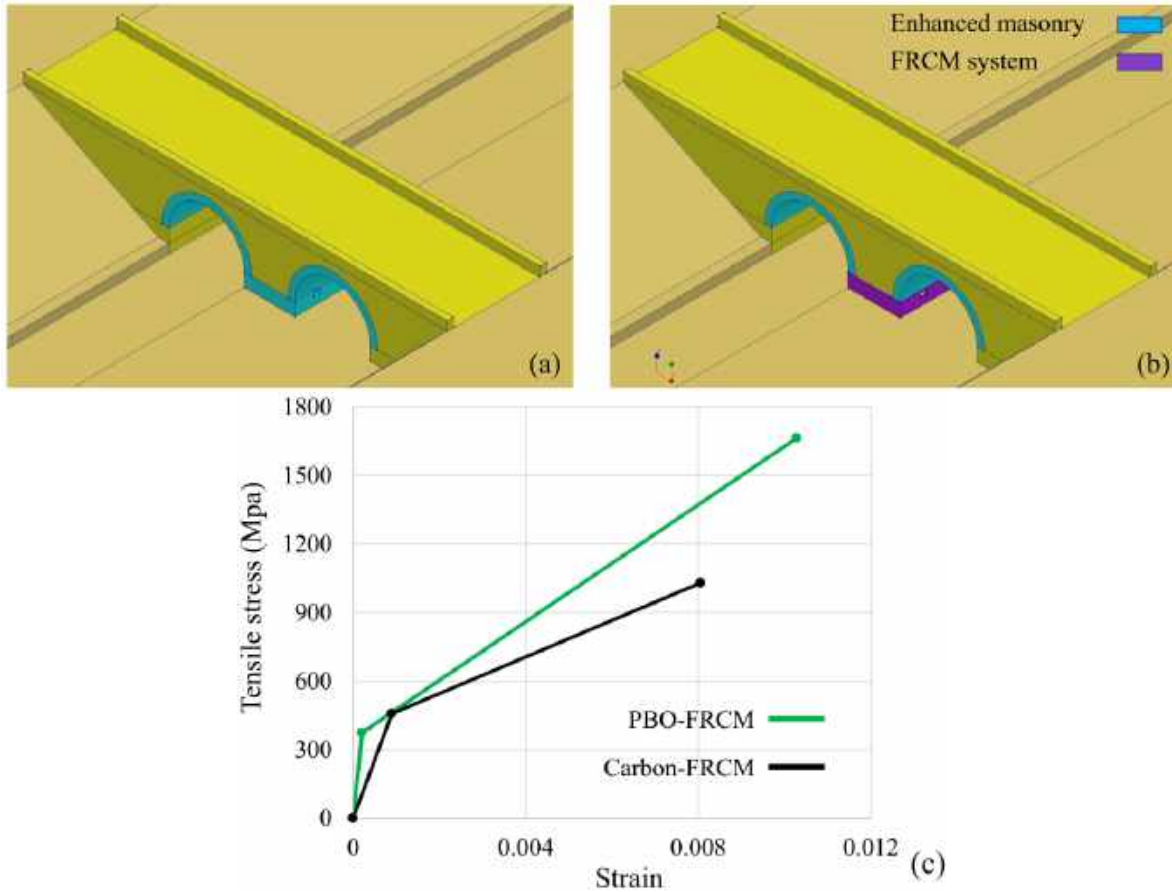 Enhanced masonry
FRCM system
(a)
(b)
1800
1500
1200
900
600
300
0
Tensile stress (Mpa)
PBO-FRCM
Carbon-FRCM
0
0.004
0.008
0.012
Strain
(c)